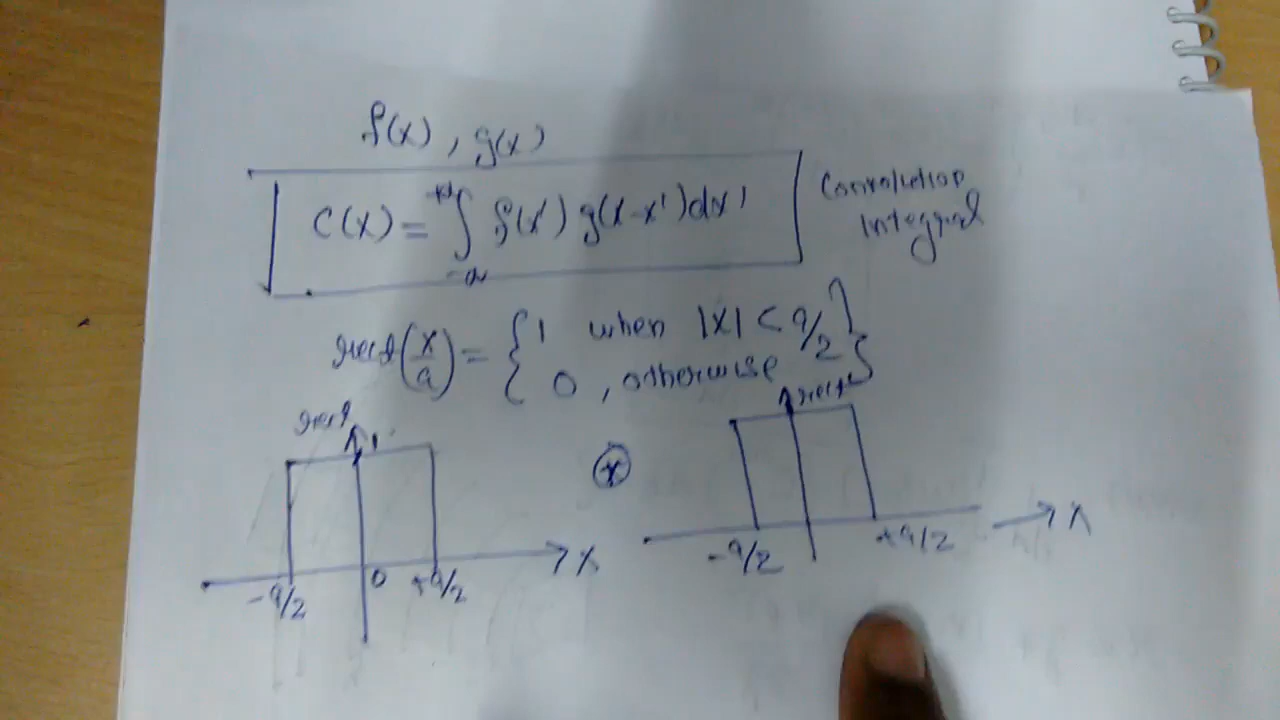 f(x), g(x)
C(x) = ∫ f(x') g(x-x') dx' +∞ -∞
Convolution
Integral
rect(x/a) = { 1 when |x| < a/2 }
{ 0, otherwise }
rect 1 rect
*
-a/2 0 +a/2 X
-a/2 +a/2 X